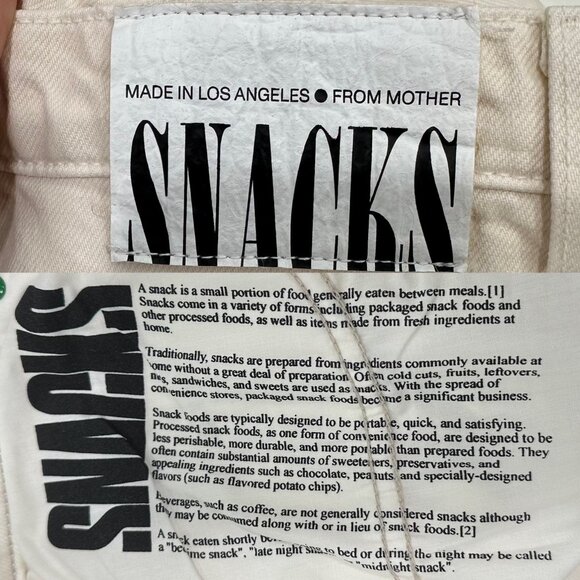 MADE IN LOS ANGELES ● FROM MOTHER
SNACKS
SNACKS
A snack is a small portion of food generally eaten between meals.[1]
Snacks come in a variety of forms including packaged snack foods and
other processed foods, as well as items made from fresh ingredients at
home.
Traditionally, snacks are prepared from ingredients commonly available at
home without a great deal of preparation. Often cold cuts, fruits, leftovers,
sandwiches, and sweets are used as snacks. With the spread of
convenience stores, packaged snack foods became a significant business.
Snack foods are typically designed to be portable, quick, and satisfying.
Processed snack foods, as one form of convenience food, are designed to be
less perishable, more durable, and more portable than prepared foods. They
often contain substantial amounts of sweeteners, preservatives, and
appealing ingredients such as chocolate, peanuts, and specially-designed
flavors (such as flavored potato chips).
Beverages, such as coffee, are not generally considered snacks although
they may be consumed along with or in lieu of snack foods.[2]
A snack eaten shortly to bed or during the night may be called
a "bedtime snack", "late night "midnight snack".